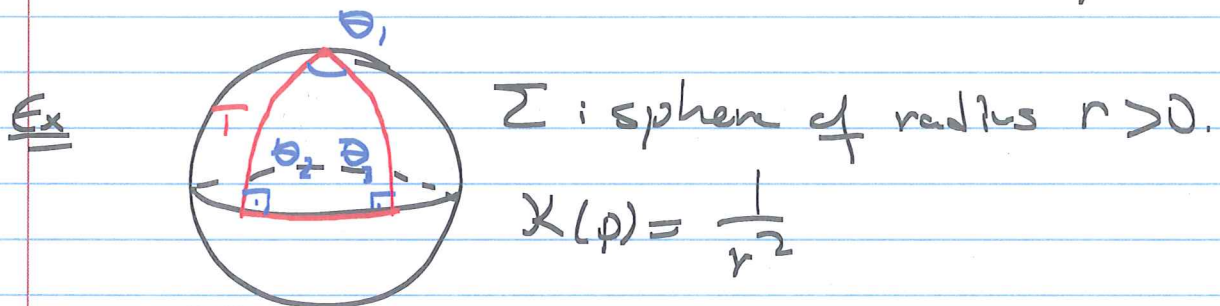 θ₁
Ex
T
Σ : sphere of radius r>0.
θ₂ θ₃
K(p) = 1/r²